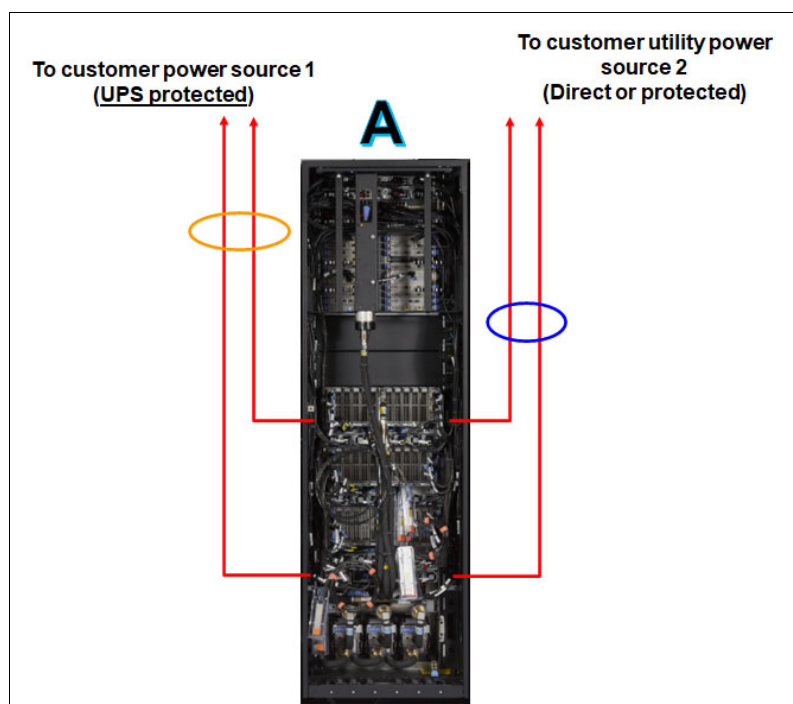 To customer power source 1
(UPS protected)
To customer utility power
source 2
(Direct or protected)
A